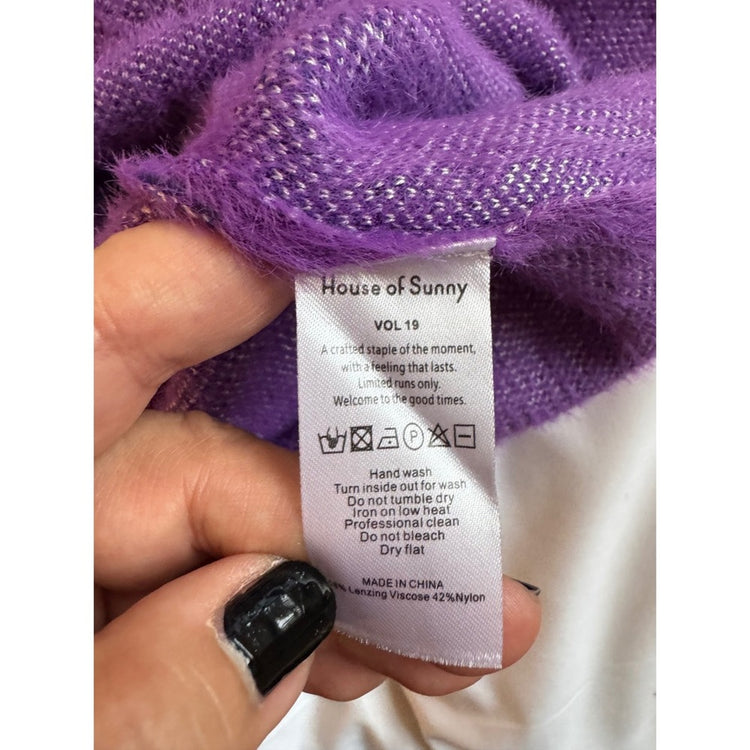 House of Sunny
VOL 19
A crafted staple of the moment,
with a feeling that lasts.
Limited runs only.
Welcome to the good times.
P
Hand wash
Turn inside out for wash
Do not tumble dry
Iron on low heat
Professional clean
Do not bleach
Dry flat
MADE IN CHINA
Lenzing Viscose 42%Nylon